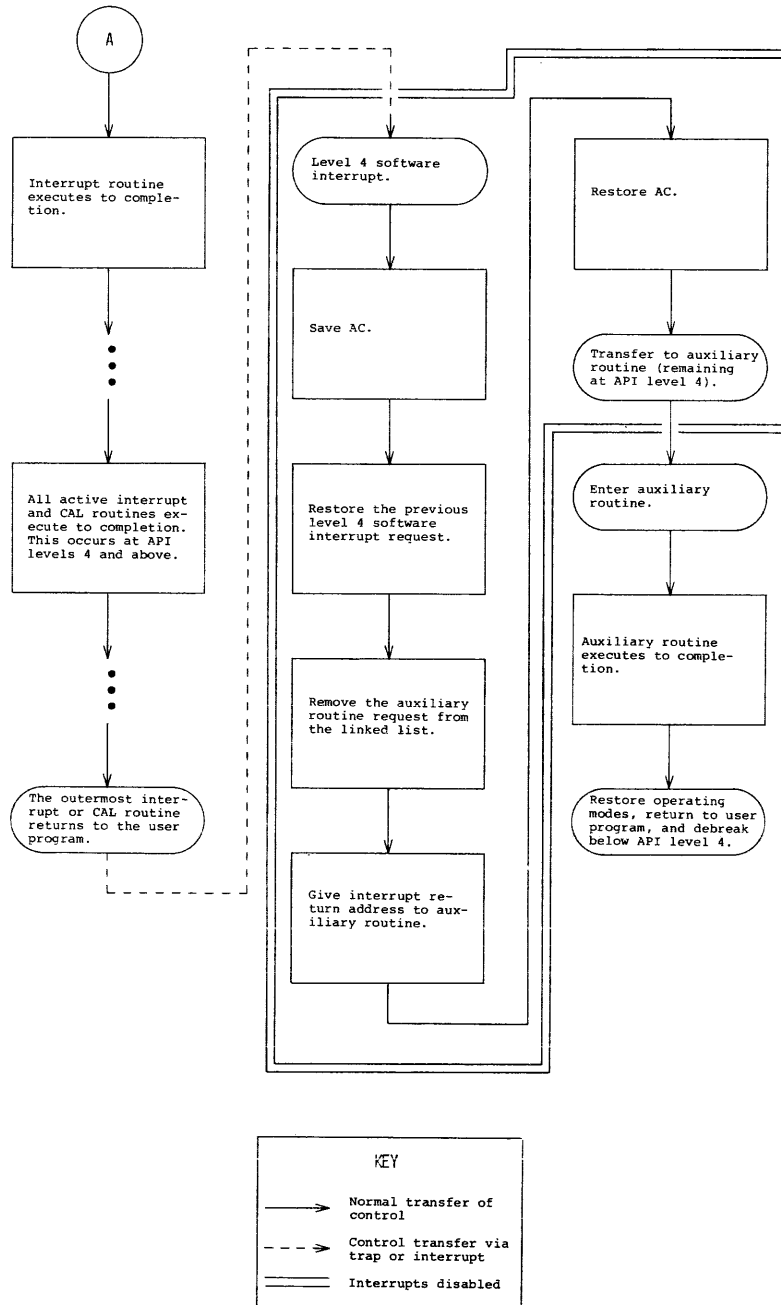 A
Interrupt routine
executes to comple-
tion.
All active interrupt
and CAL routines ex-
ecute to completion.
This occurs at API
levels 4 and above.
The outermost inter-
rupt or CAL routine
returns to the user
program.
Level 4 software
interrupt.
Save AC.
Restore the previous
level 4 software
interrupt request.
Remove the auxiliary
routine request from
the linked list.
Give interrupt re-
turn address to aux-
iliary routine.
Restore AC.
Transfer to auxiliary
routine (remaining
at API level 4).
Enter auxiliary
routine.
Auxiliary routine
executes to comple-
tion.
Restore operating
modes, return to user
program, and debreak
below API level 4.
KEY
Normal transfer of
control
Control transfer via
trap or interrupt
Interrupts disabled